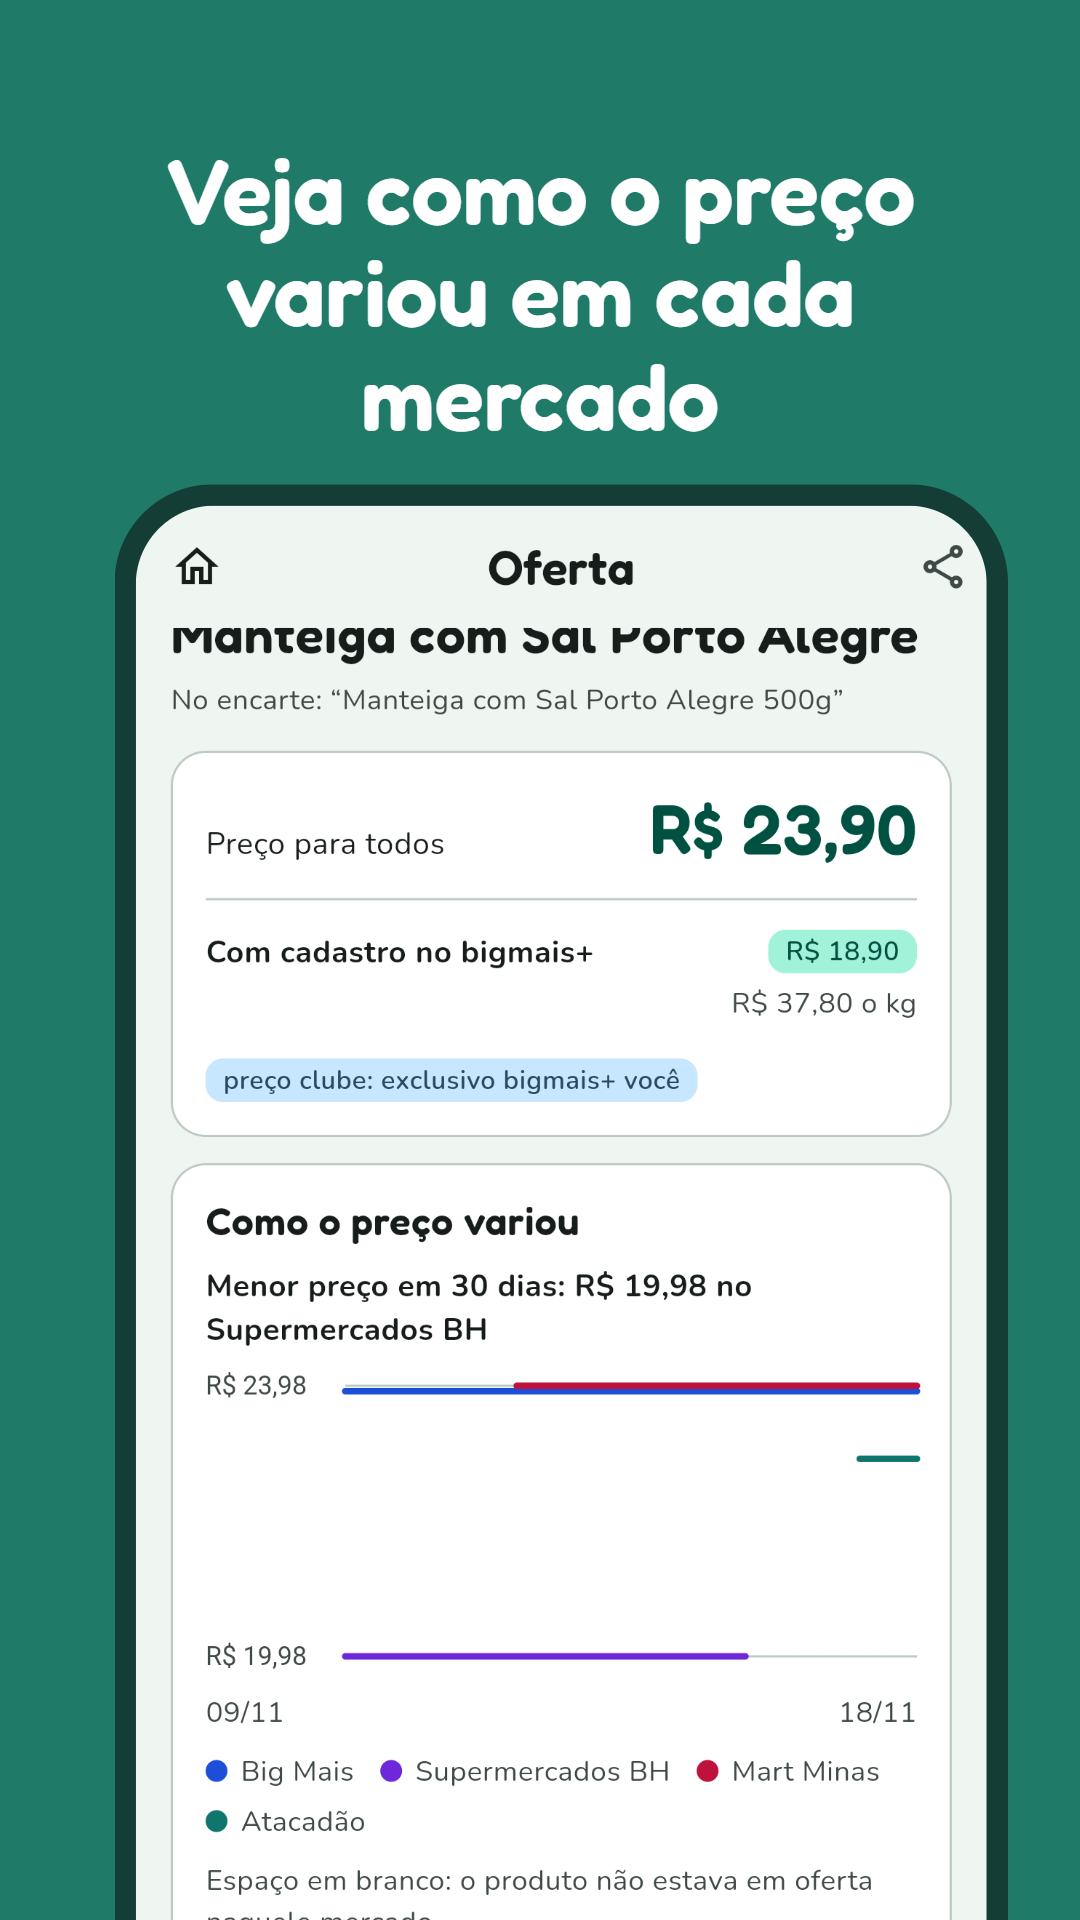 Veja como o preço
variou em cada
mercado
Oferta
Manteiga com Sal Porto Alegre
No encarte: “Manteiga com Sal Porto Alegre 500g”
Preço para todos R$ 23,90
Com cadastro no bigmais+ R$ 18,90
R$ 37,80 o kg
preço clube: exclusivo bigmais+ você
Como o preço variou
Menor preço em 30 dias: R$ 19,98 no
Supermercados BH
R$ 23,98
R$ 19,98
09/11 18/11
Big Mais Supermercados BH Mart Minas
Atacadão
Espaço em branco: o produto não estava em oferta
naquele mercado